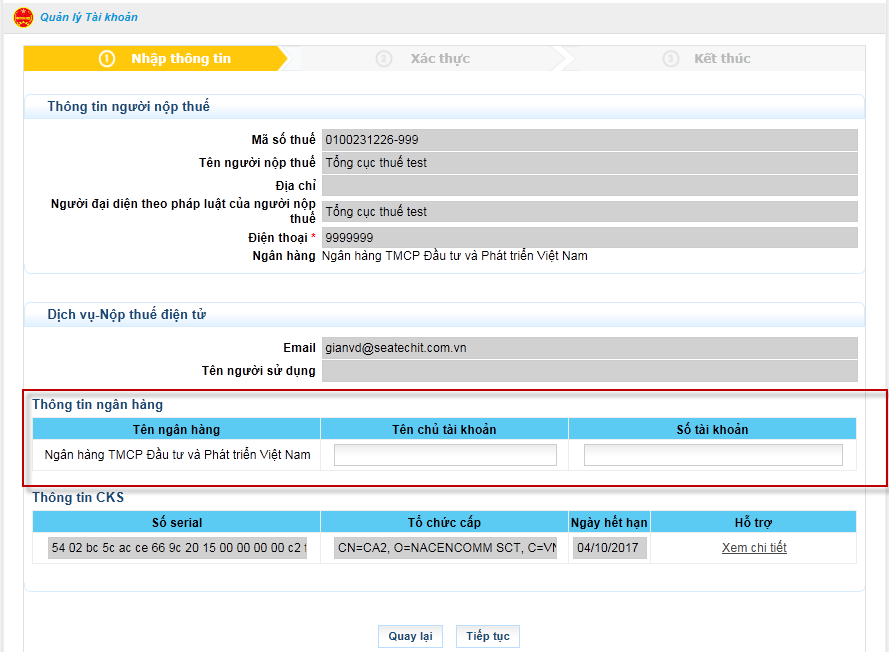 Quản lý Tài khoản
1 Nhập thông tin 2 Xác thực 3 Kết thúc
Thông tin người nộp thuế
Mã số thuế 0100231226-999
Tên người nộp thuế Tổng cục thuế test
Địa chỉ
Người đại diện theo pháp luật của người nộp
thuế Tổng cục thuế test
Điện thoại * 9999999
Ngân hàng Ngân hàng TMCP Đầu tư và Phát triển Việt Nam
Dịch vụ-Nộp thuế điện tử
Email gianvd@seatechit.com.vn
Tên người sử dụng
Thông tin ngân hàng
Tên ngân hàng Tên chủ tài khoản Số tài khoản
Ngân hàng TMCP Đầu tư và Phát triển Việt Nam
Thông tin CKS
Số serial Tổ chức cấp Ngày hết hạn Hỗ trợ
54 02 bc 5c ac ce 66 9c 20 15 00 00 00 00 c2 CN=CA2, O=NACENCOMM SCT, C=VN 04/10/2017 Xem chi tiết
Quay lại Tiếp tục